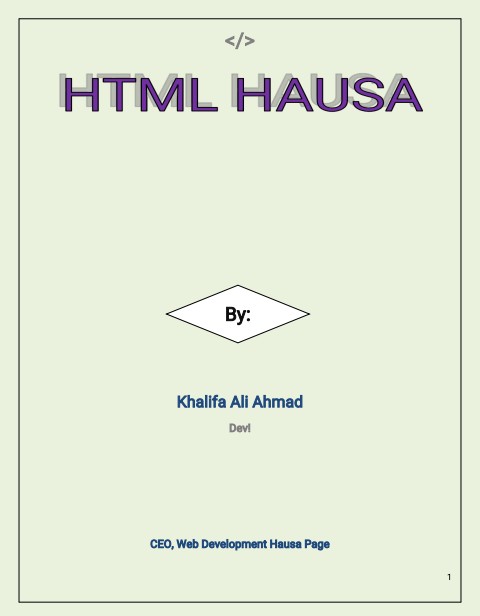 </>
HTML HAUSA
By:
Khalifa Ali Ahmad
Dev!
CEO, Web Development Hausa Page
1